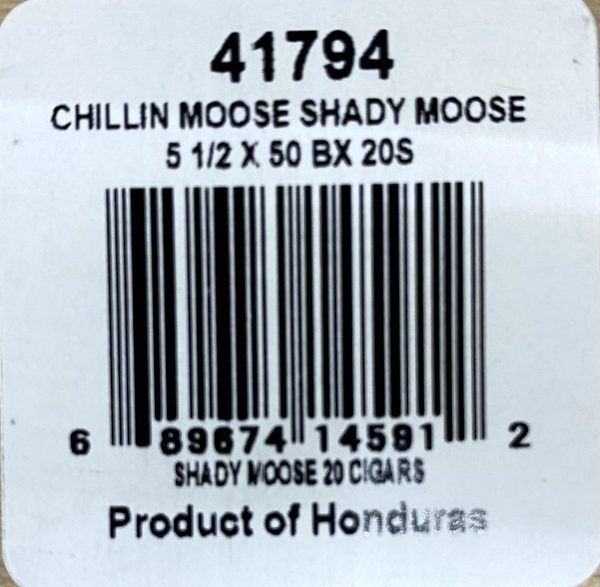 41794
CHILLIN MOOSE SHADY MOOSE
5 1/2 X 50 BX 20S
6 89674 14591 2
SHADY MOOSE 20 CIGARS
Product of Honduras